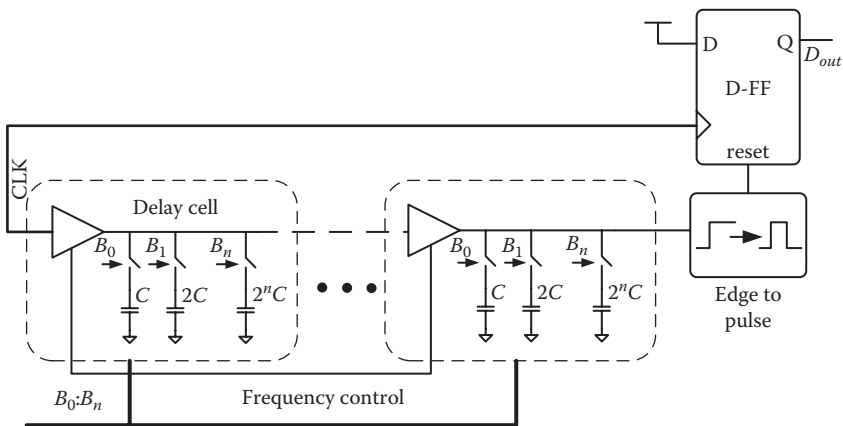 D Q
D_out
D-FF
reset
CLK
Delay cell
B_0 B_1 B_n
C 2C 2^nC
B_0 B_1 B_n
C 2C 2^nC
Edge to
pulse
B_0:B_n
Frequency control